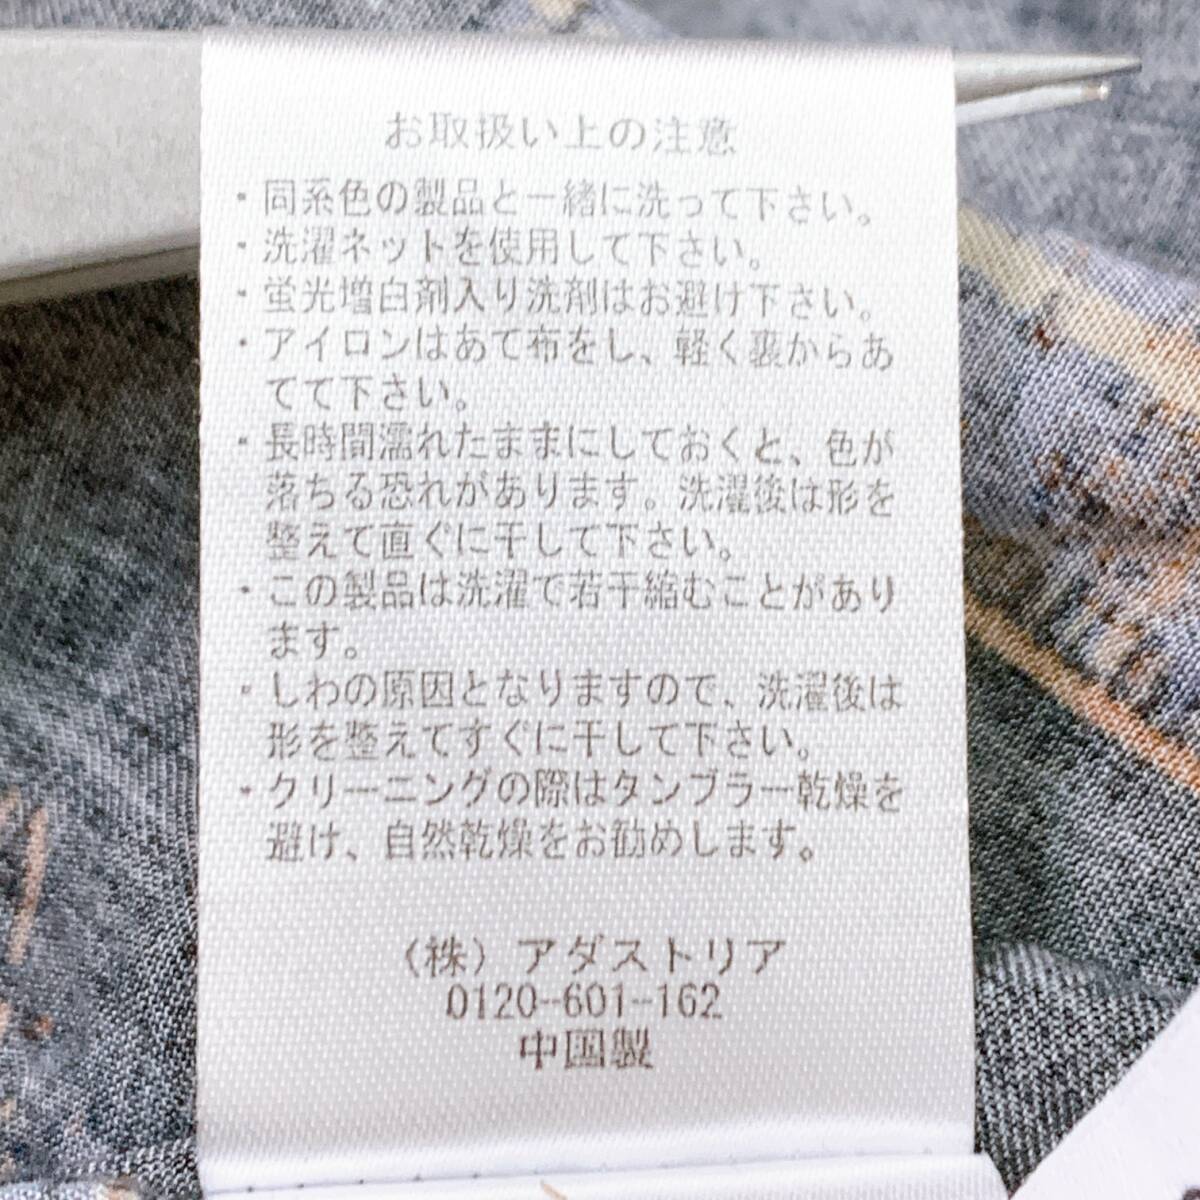 お取扱い上の注意
・同系色の製品と一緒に洗って下さい。
・洗濯ネットを使用して下さい。
・蛍光増白剤入り洗剤はお避け下さい。
・アイロンはあて布をし、軽く裏からあ
てて下さい。
・長時間濡れたままにしておくと、色が
落ちる恐れがあります。洗濯後は形を
整えて直ぐに干して下さい。
・この製品は洗濯で若干縮むことがあり
ます。
・しわの原因となりますので、洗濯後は
形を整えてすぐに干して下さい。
・クリーニングの際はタンブラー乾燥を
避け、自然乾燥をお勧めします。
（株）アダストリア
0120-601-162
中国製